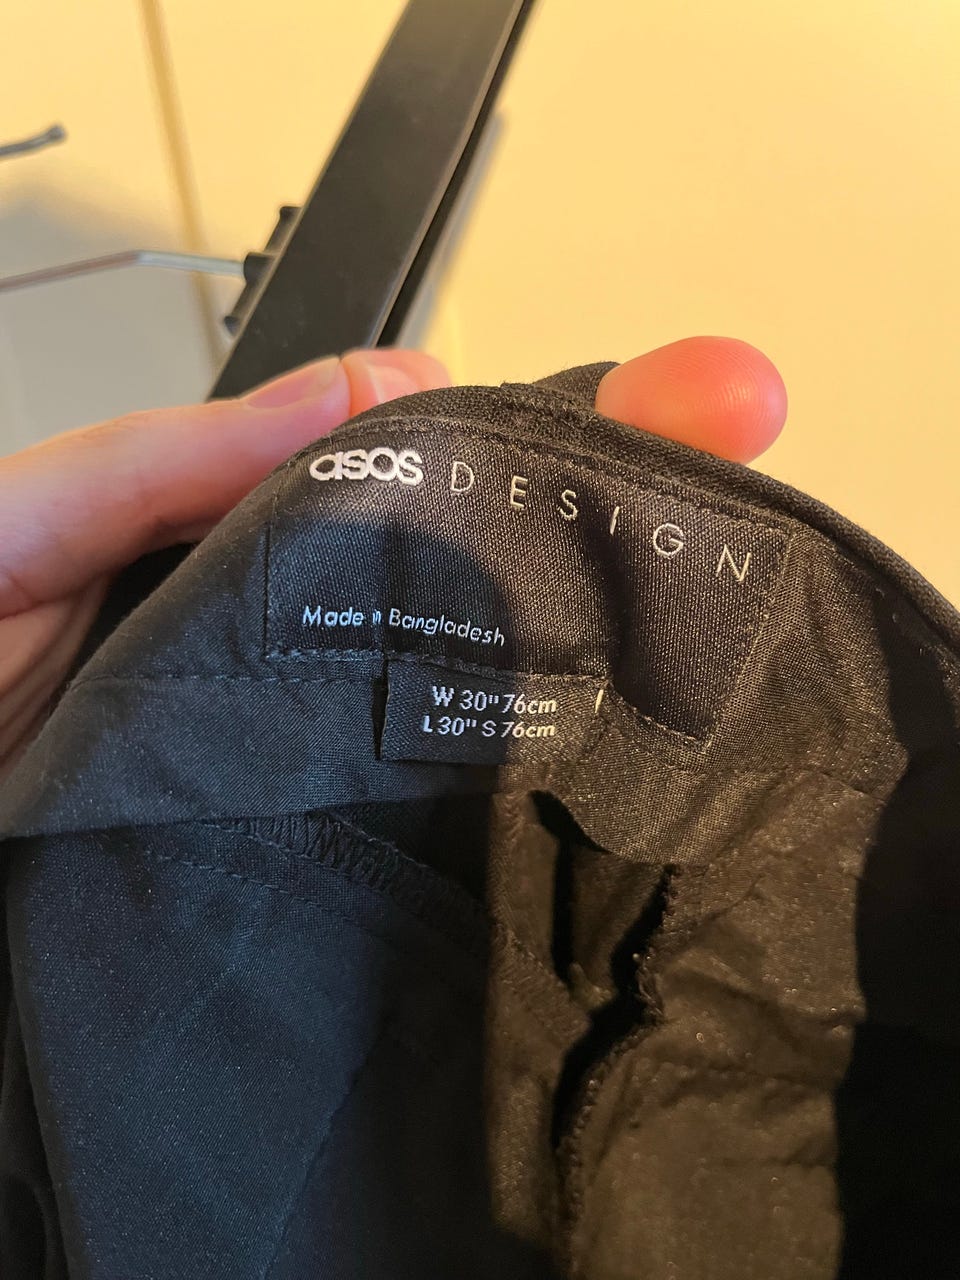 asos DESIGN
Made in Bangladesh
W 30" 76cm
L 30" S 76cm